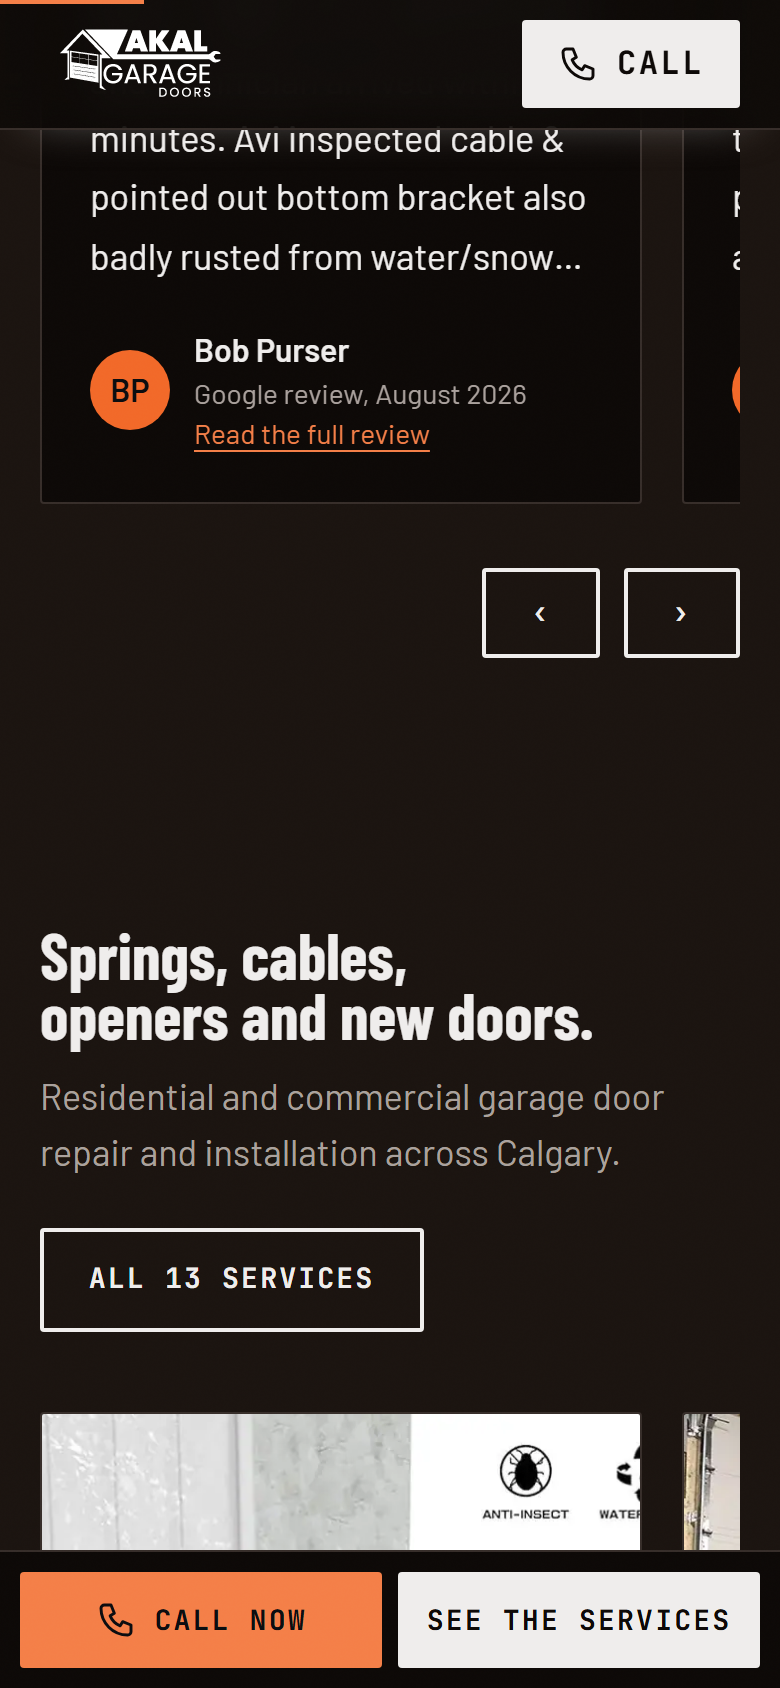 AKAL
GARAGE
DOORS
CALL
minutes. Avi inspected cable &
pointed out bottom bracket also
badly rusted from water/snow...
BP
Bob Purser
Google review, August 2026
Read the full review
‹ ›
Springs, cables,
openers and new doors.
Residential and commercial garage door
repair and installation across Calgary.
ALL 13 SERVICES
ANTI-INSECT
CALL NOW
SEE THE SERVICES